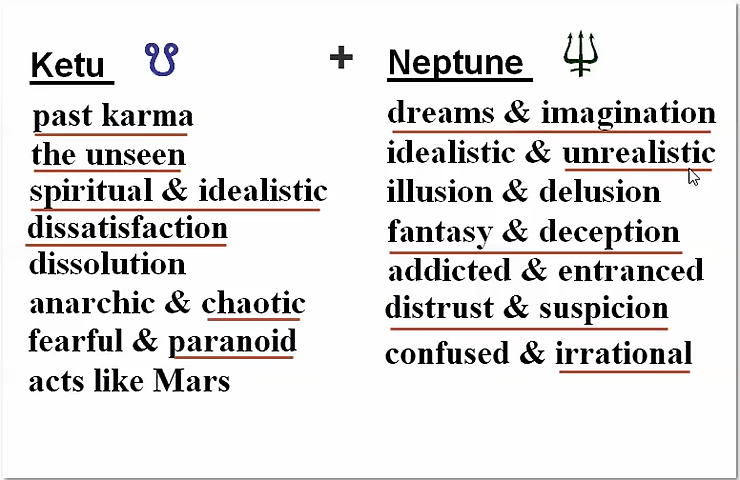 Ketu + Neptune
past karma
the unseen
spiritual & idealistic
dissatisfaction
dissolution
anarchic & chaotic
fearful & paranoid
acts like Mars
dreams & imagination
idealistic & unrealistic
illusion & delusion
fantasy & deception
addicted & entranced
distrust & suspicion
confused & irrational